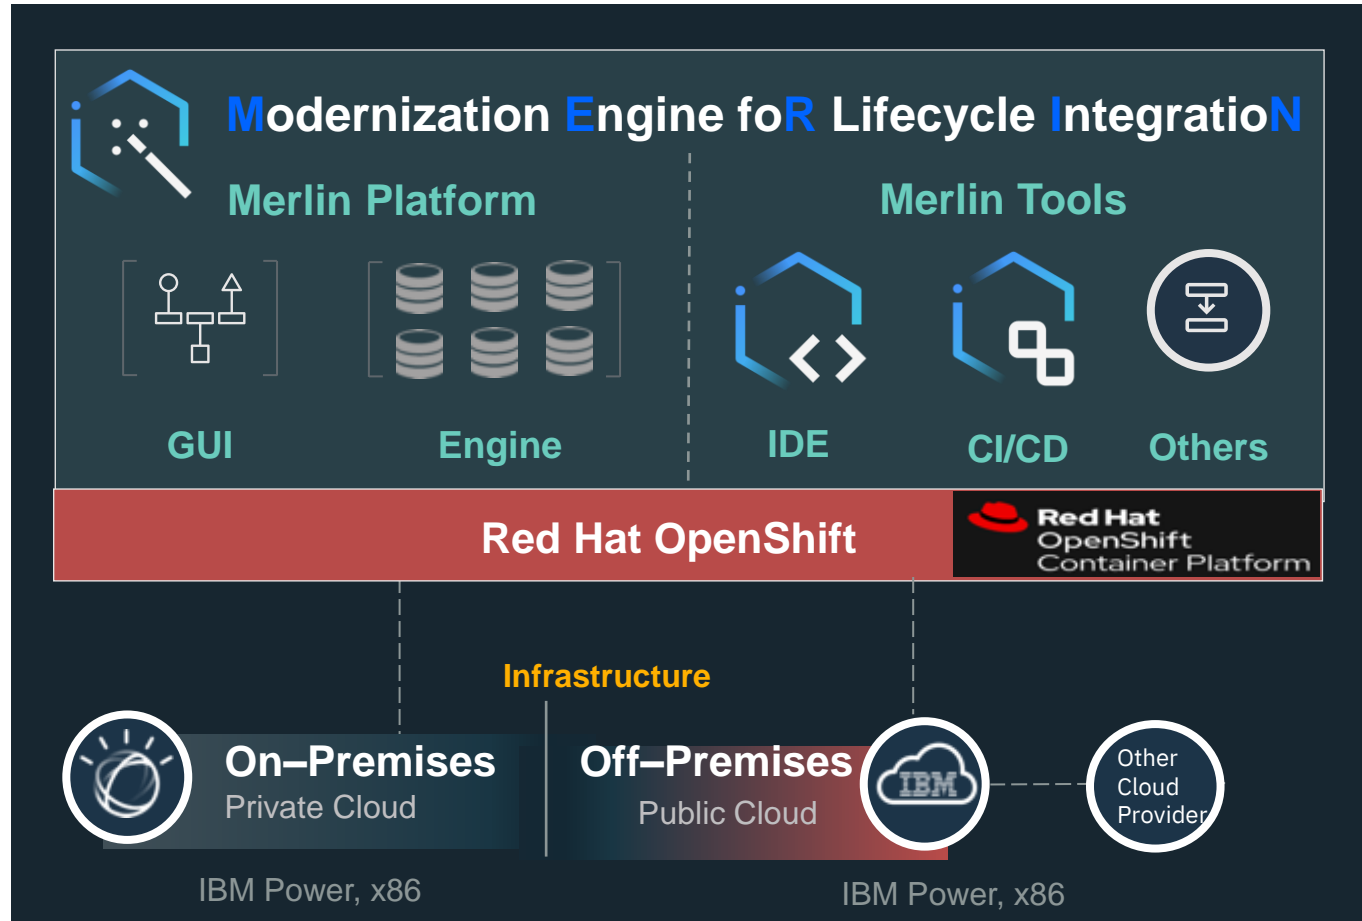 Modernization Engine foR Lifecycle IntegratioN
Merlin Platform
Merlin Tools
GUI
Engine
IDE
CI/CD
Others
Red Hat OpenShift
Red Hat
OpenShift
Container Platform
Infrastructure
On–Premises
Private Cloud
Off–Premises
Public Cloud
IBM
Other
Cloud
Provider
IBM Power, x86
IBM Power, x86